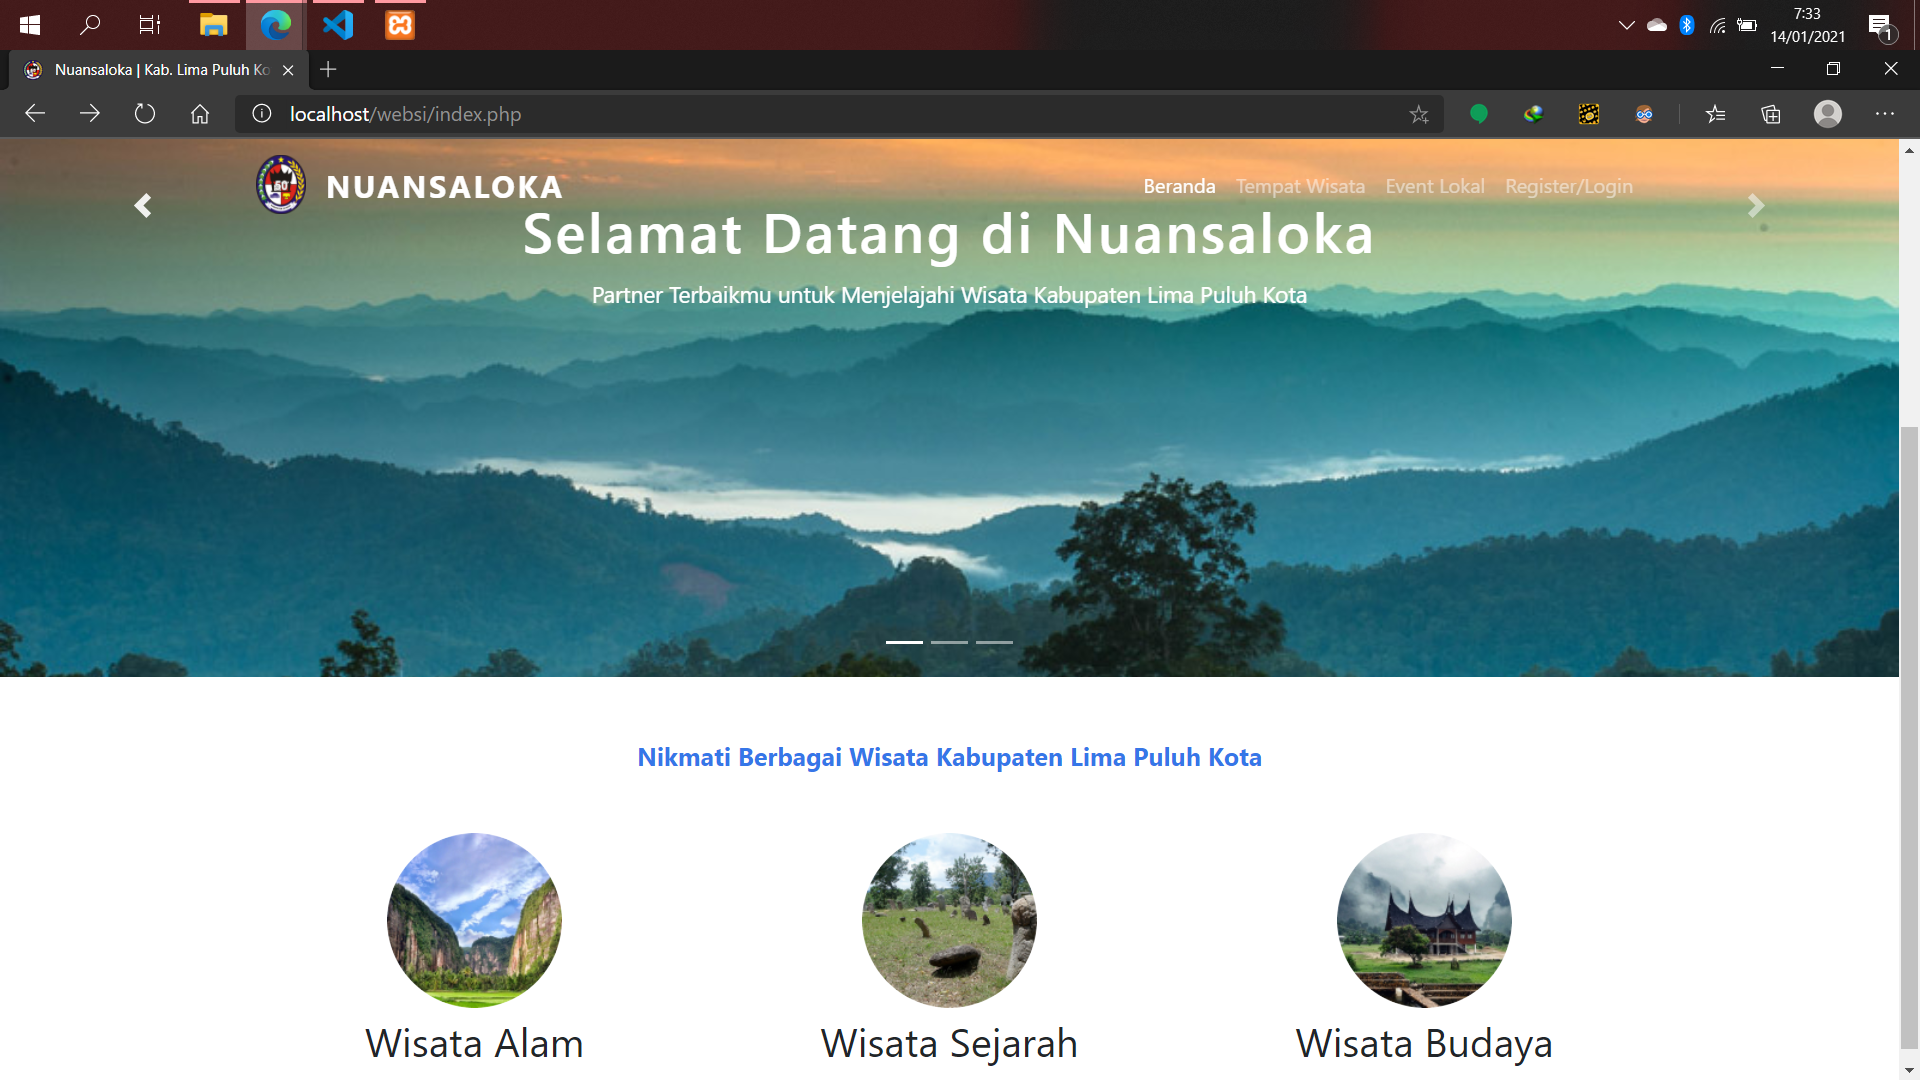 7:33
14/01/2021
1
Nuansaloka | Kab. Lima Puluh Ko
localhost/websi/index.php
NUANSALOKA
Beranda Tempat Wisata Event Lokal Register/Login
Selamat Datang di Nuansaloka
Partner Terbaikmu untuk Menjelajahi Wisata Kabupaten Lima Puluh Kota
Nikmati Berbagai Wisata Kabupaten Lima Puluh Kota
Wisata Alam Wisata Sejarah Wisata Budaya